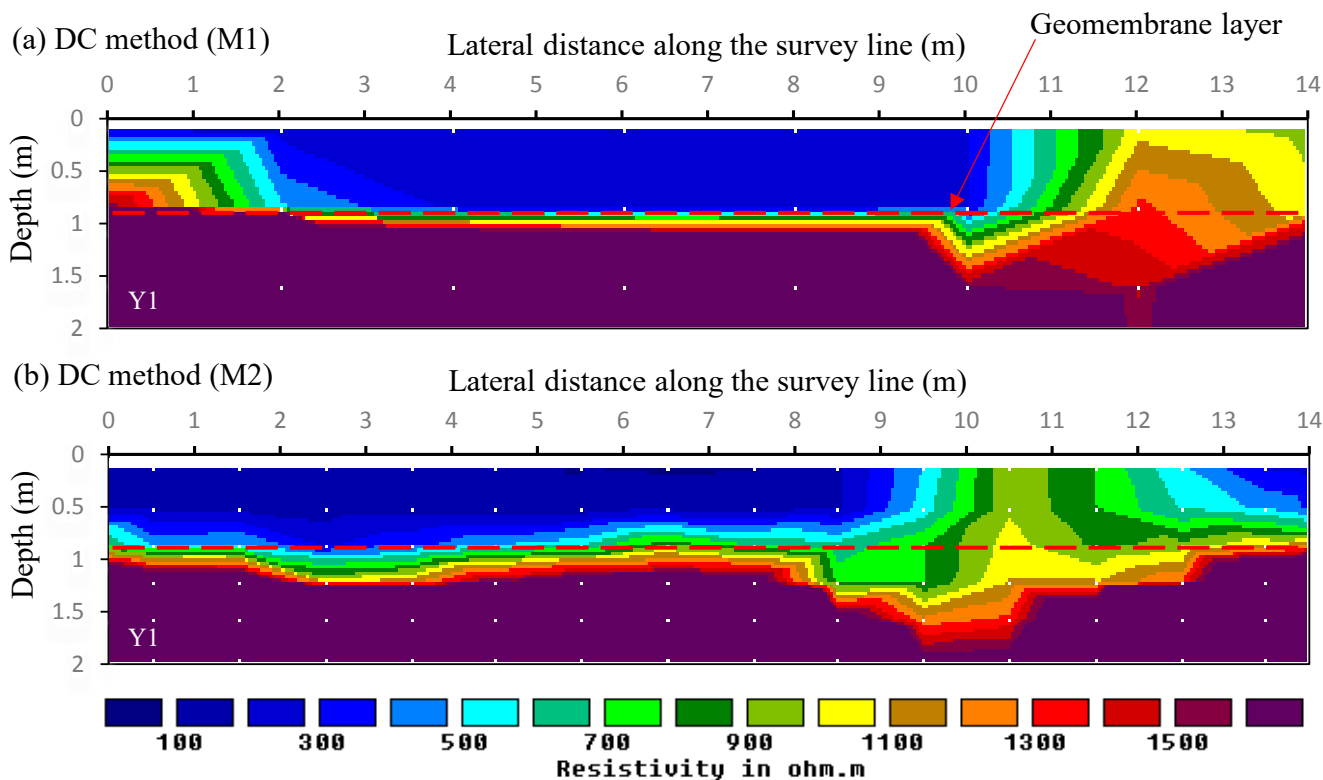 (a) DC method (M1)
Lateral distance along the survey line (m)
Geomembrane layer
0 1 2 3 4 5 6 7 8 9 10 11 12 13 14
Depth (m)
0
0.5
1
1.5
2
Y1
(b) DC method (M2)
Lateral distance along the survey line (m)
0 1 2 3 4 5 6 7 8 9 10 11 12 13 14
Depth (m)
0
0.5
1
1.5
2
Y1
100 300 500 700 900 1100 1300 1500
Resistivity in ohm.m